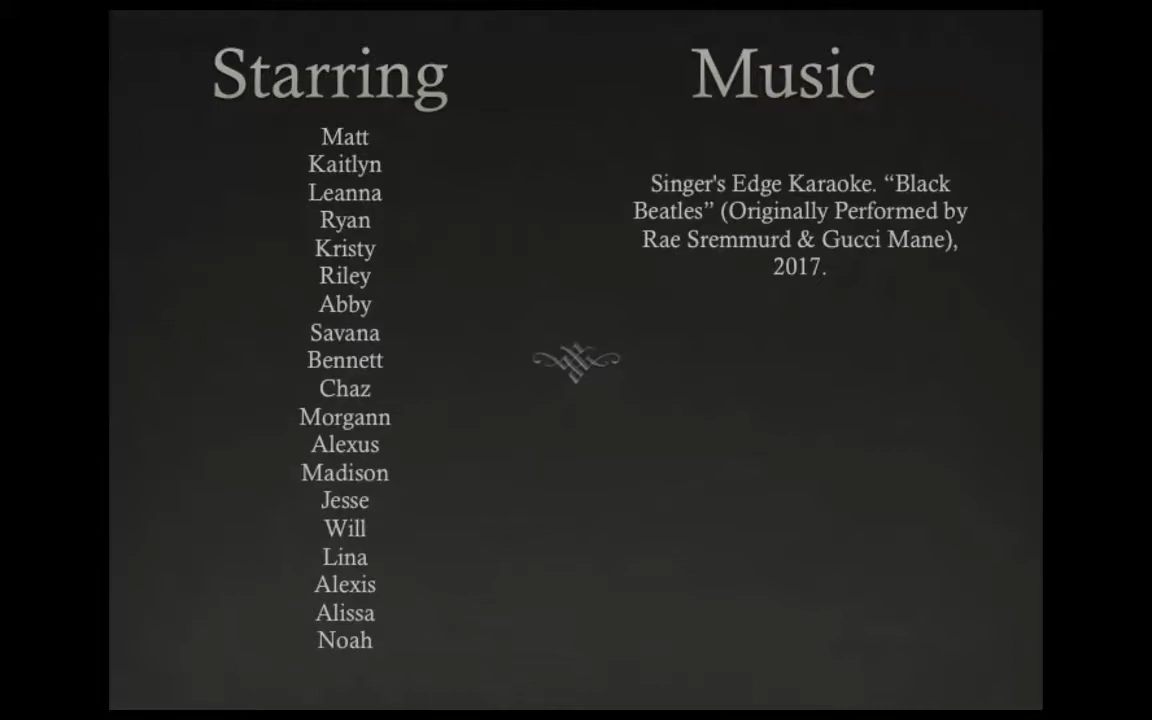 Starring
Matt
Kaitlyn
Leanna
Ryan
Kristy
Riley
Abby
Savana
Bennett
Chaz
Morgann
Alexus
Madison
Jesse
Will
Lina
Alexis
Alissa
Noah
Music
Singer's Edge Karaoke. “Black
Beatles” (Originally Performed by
Rae Sremmurd & Gucci Mane),
2017.